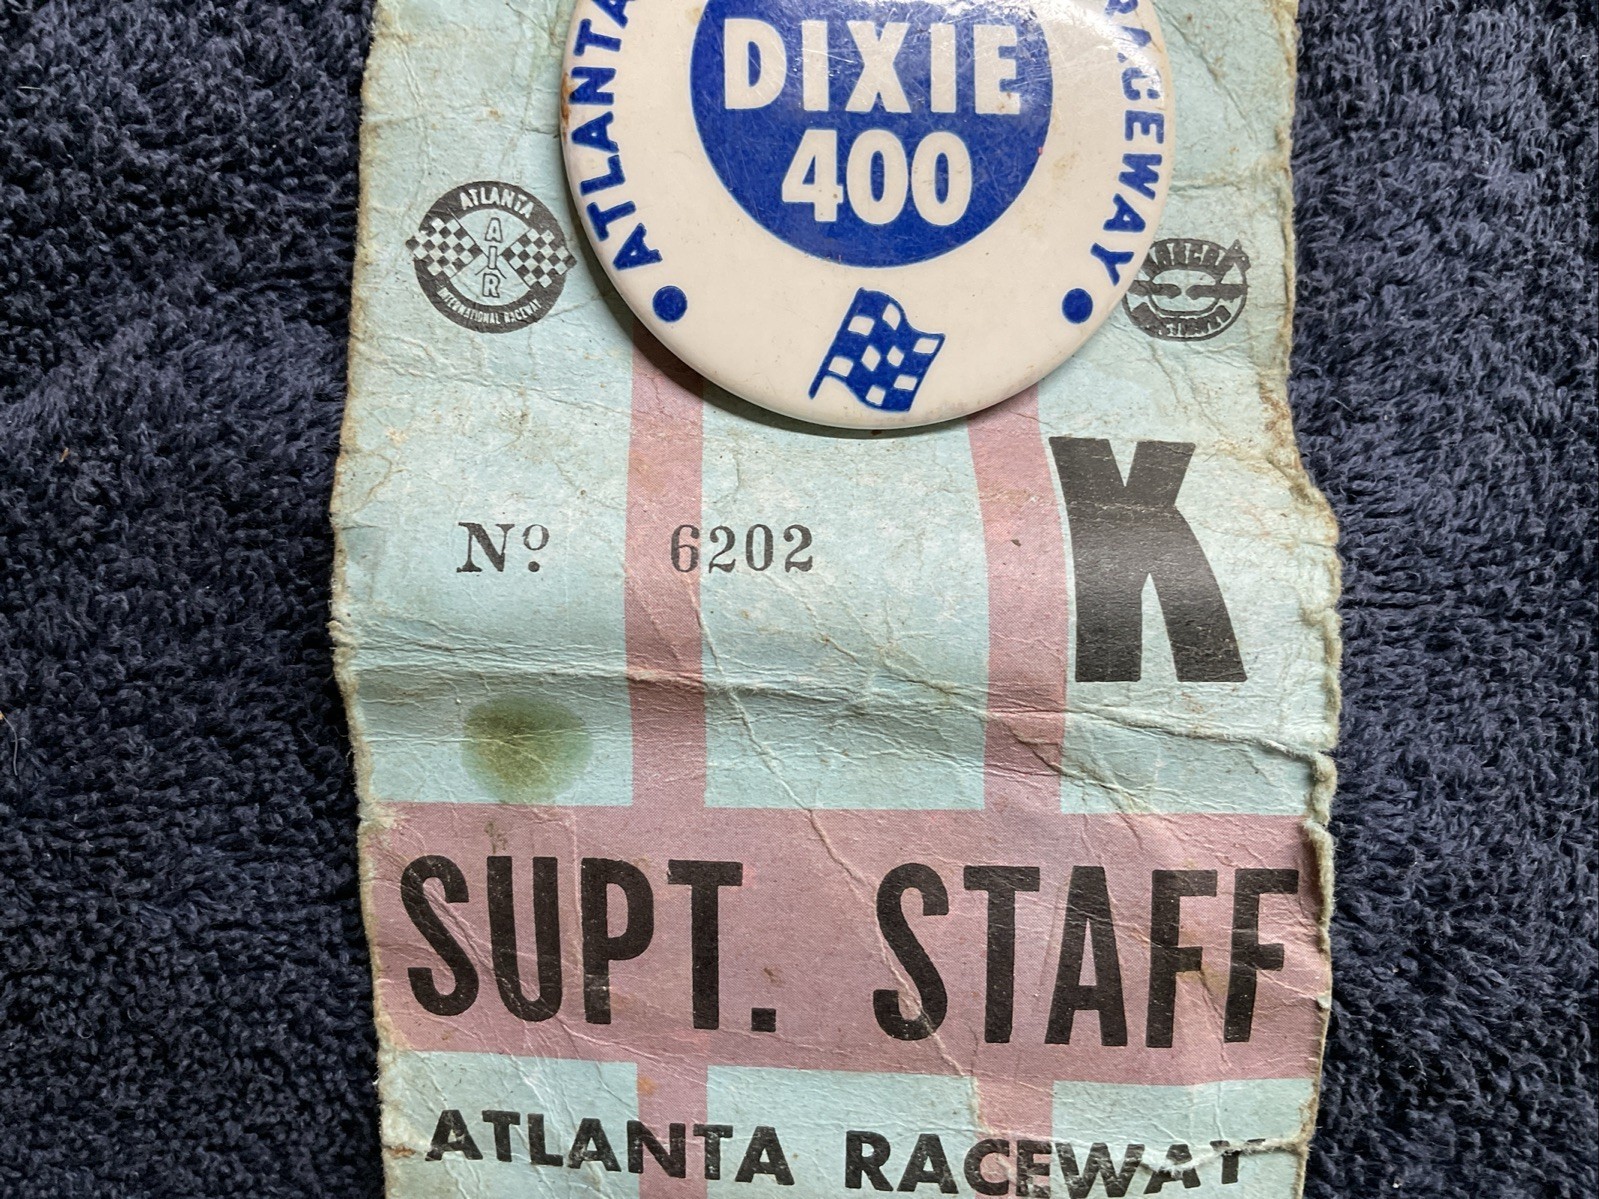 ATLANTA RACEWAY
DIXIE
400
ATLANTA
AIR
INTERNATIONAL RACEWAY
K
Nº 6202
SUPT. STAFF
ATLANTA RACEWAY